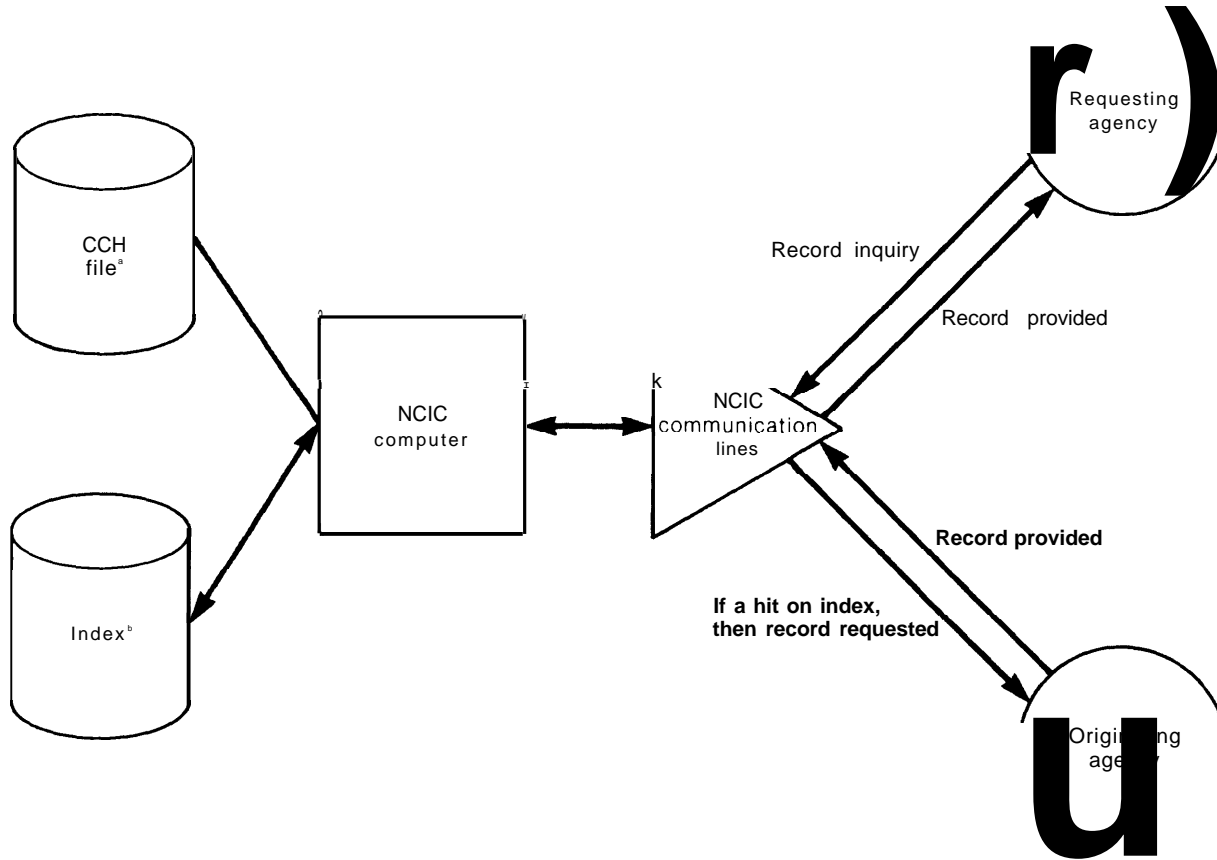 Requesting
agency
CCH
file^a
Record inquiry
Record provided
NCIC
computer
NCIC
communication
lines
Record provided
If a hit on index,
then record requested
Index^b
r
)
k
u